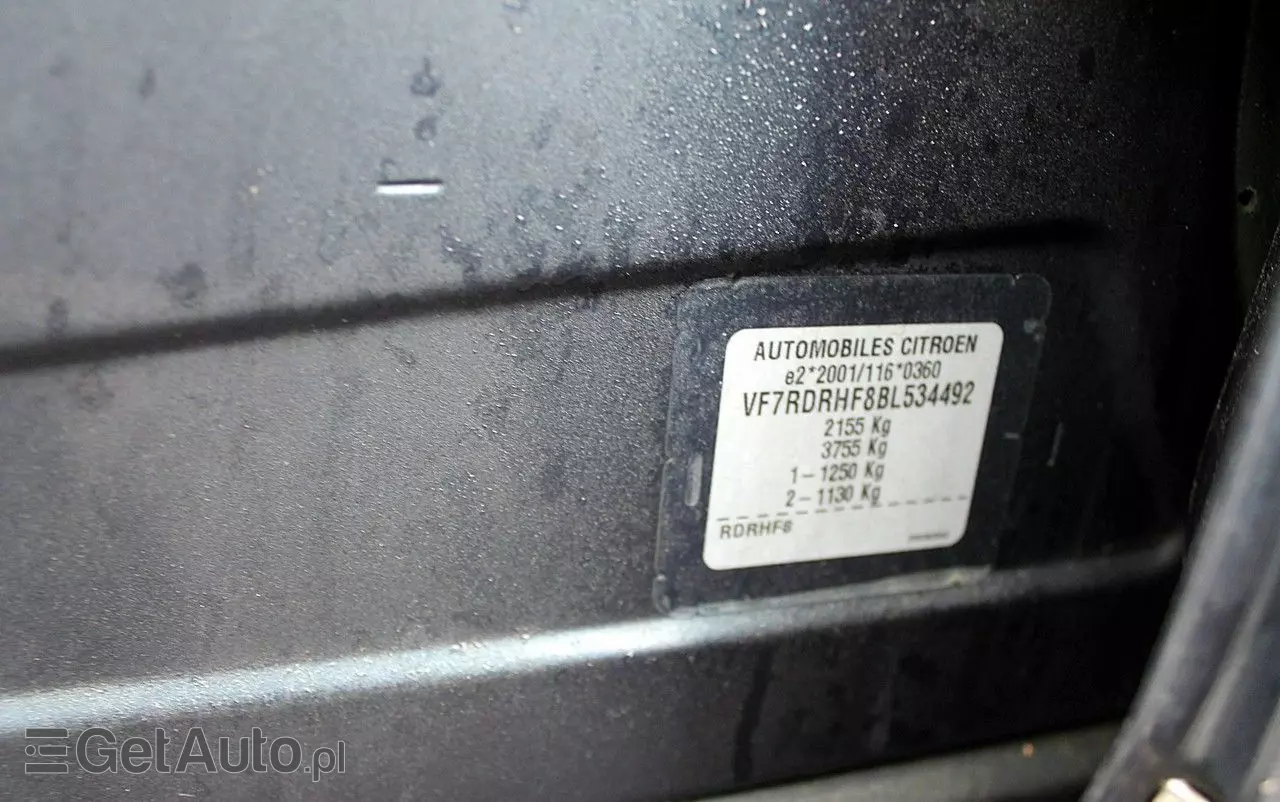 AUTOMOBILES CITROEN
e2*2001/116*0360
VF7RDRHF8BL534492
2155 Kg
3755 Kg
1-1250 Kg
2-1130 Kg
RDRHF8
GetAuto.pl